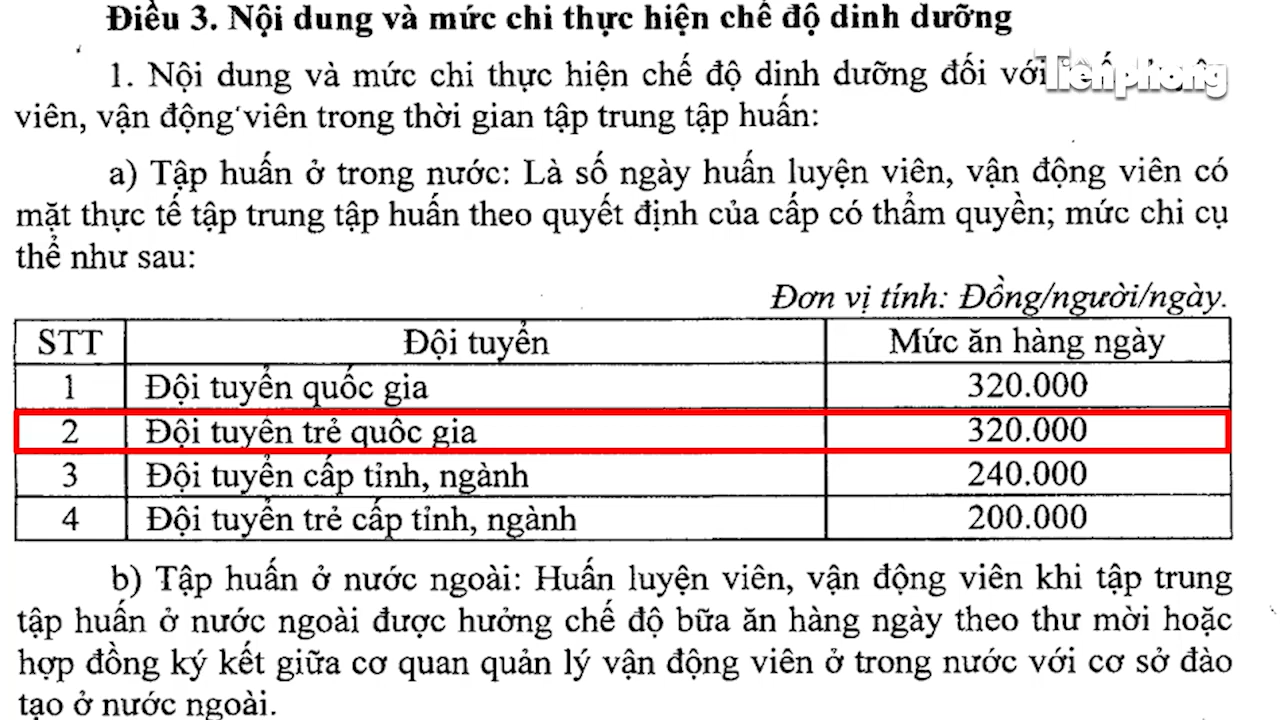 Điều 3. Nội dung và mức chi thực hiện chế độ dinh dưỡng
1. Nội dung và mức chi thực hiện chế độ dinh dưỡng đối với
Tienphong
viên, vận động viên trong thời gian tập trung tập huấn:
a) Tập huấn ở trong nước: Là số ngày huấn luyện viên, vận động viên có
mặt thực tế tập trung tập huấn theo quyết định của cấp có thẩm quyền; mức chi cụ
thể như sau:
Đơn vị tính: Đồng/người/ngày.
STT Đội tuyển Mức ăn hàng ngày
1 Đội tuyển quốc gia 320.000
2 Đội tuyển trẻ quốc gia 320.000
3 Đội tuyển cấp tỉnh, ngành 240.000
4 Đội tuyển trẻ cấp tỉnh, ngành 200.000
b) Tập huấn ở nước ngoài: Huấn luyện viên, vận động viên khi tập trung
tập huấn ở nước ngoài được hưởng chế độ bữa ăn hàng ngày theo thư mời hoặc
hợp đồng ký kết giữa cơ quan quản lý vận động viên ở trong nước với cơ sở đào
tạo ở nước ngoài.